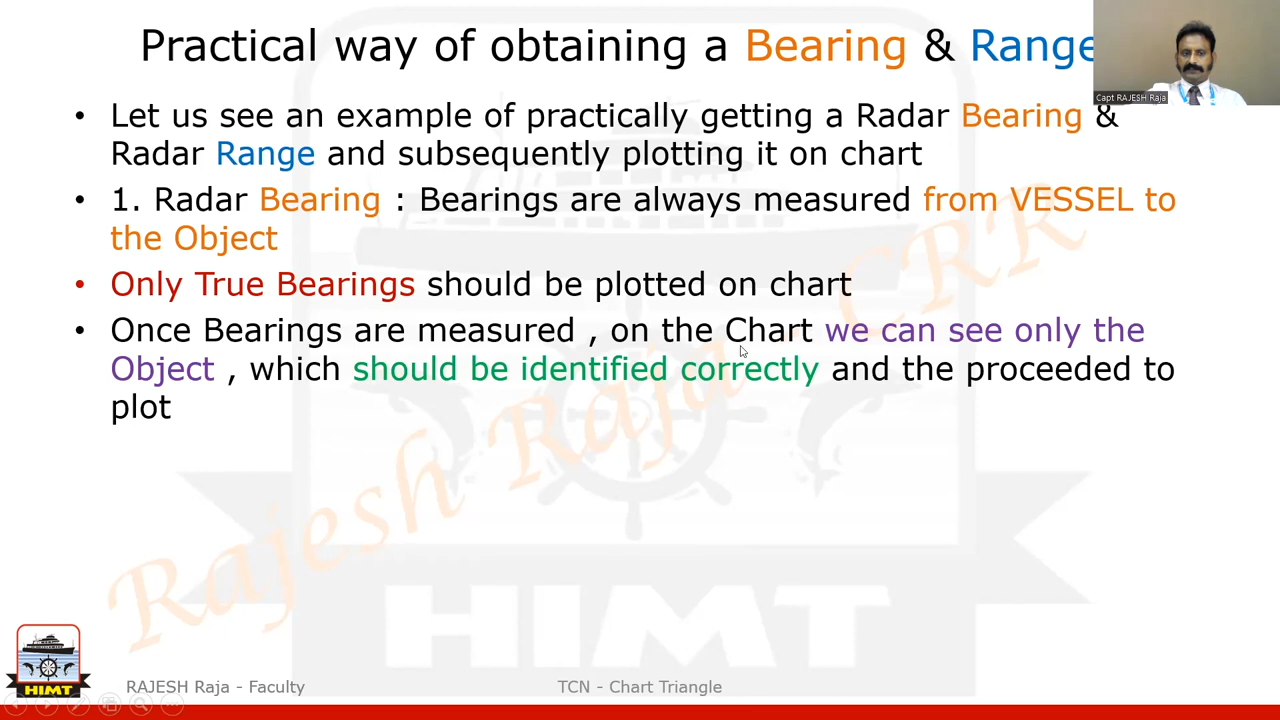 Practical way of obtaining a Bearing & Range
Capt RAJESH Raja
• Let us see an example of practically getting a Radar Bearing &
Radar Range and subsequently plotting it on chart
• 1. Radar Bearing : Bearings are always measured from VESSEL to
the Object
• Only True Bearings should be plotted on chart
• Once Bearings are measured , on the Chart we can see only the
Object , which should be identified correctly and the proceeded to
plot
Rajesh Raja - CRR
HIMT
HIMT
RAJESH Raja - Faculty
TCN - Chart Triangle